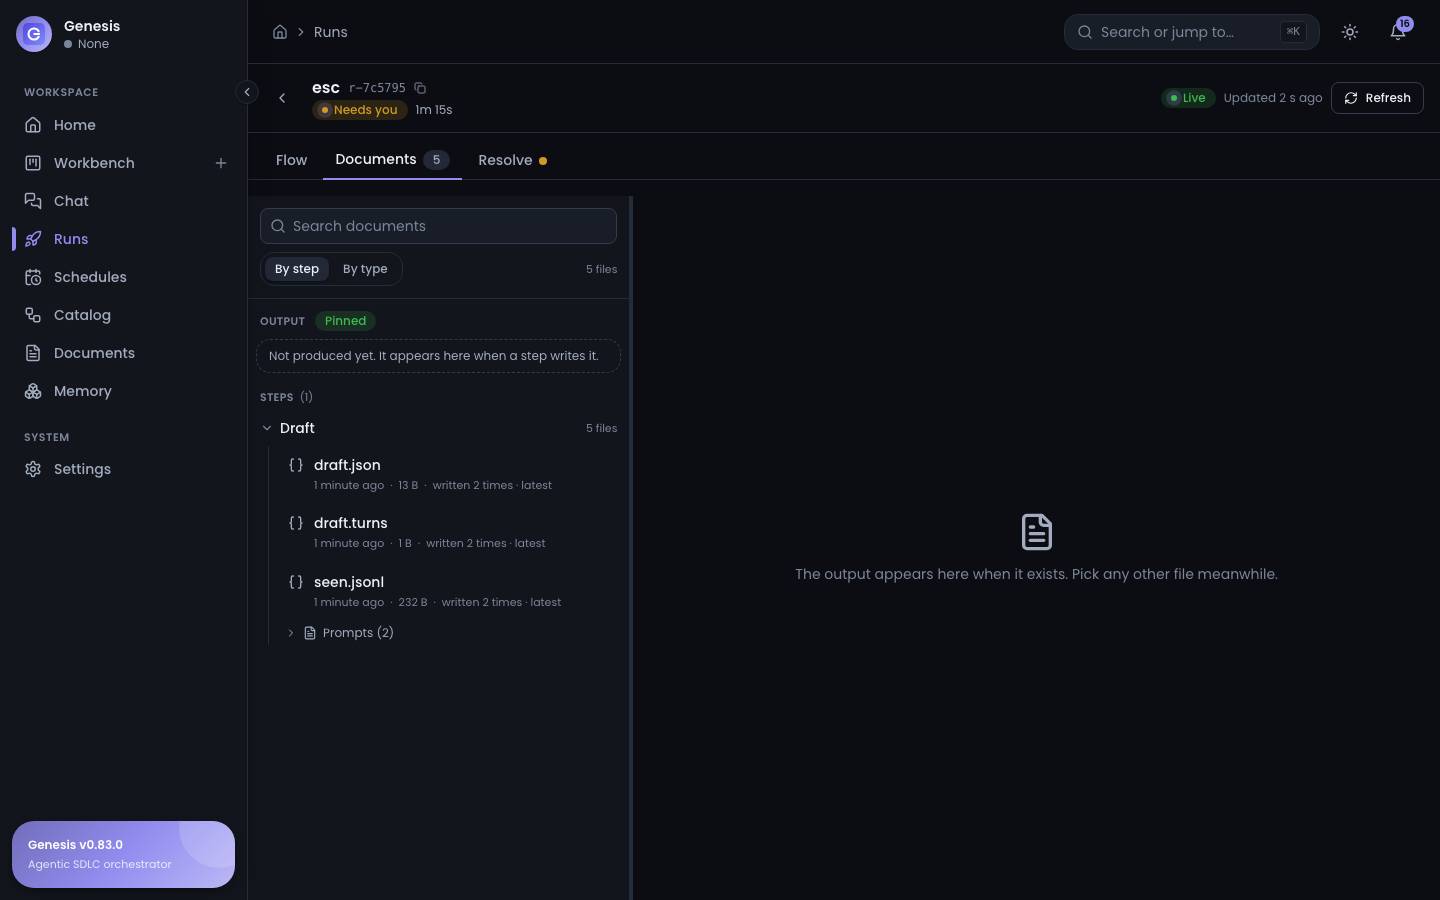 Genesis
None
WORKSPACE
Home
Workbench
Chat
Runs
Schedules
Catalog
Documents
Memory
SYSTEM
Settings
Genesis v0.83.0
Agentic SDLC orchestrator
Runs
Search or jump to...
⌘K
16
esc r-7c5795
Needs you 1m 15s
Live Updated 2 s ago Refresh
Flow Documents 5 Resolve
Search documents
By step By type 5 files
OUTPUT Pinned
Not produced yet. It appears here when a step writes it.
STEPS (1)
Draft 5 files
draft.json
1 minute ago · 13 B · written 2 times · latest
draft.turns
1 minute ago · 1 B · written 2 times · latest
seen.jsonl
1 minute ago · 232 B · written 2 times · latest
Prompts (2)
The output appears here when it exists. Pick any other file meanwhile.